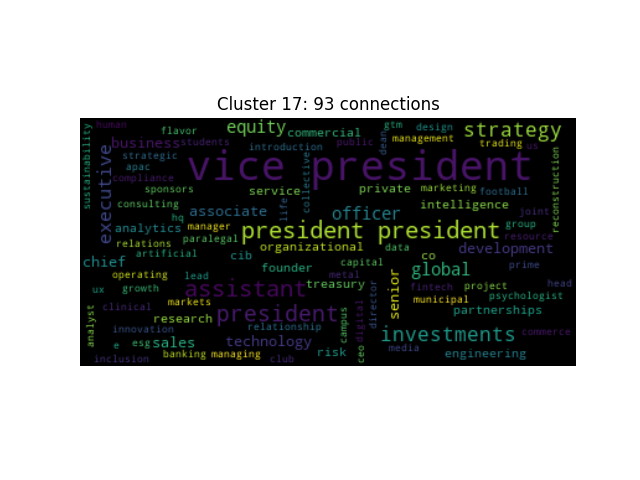 Cluster 17: 93 connections
human
flavor
equity
commercial
gtm
design
strategy
sustainability
business
students
introduction
public
dean
management
trading
us
executive
strategic
apac
compliance
vice president
collective
sponsors
service
life
private
marketing
football
reconstruction
consulting
associate
officer
intelligence
joint
hq
analytics
manager
president president
group
resource
relations
paralegal
organizational
data
development
artificial
cib
capital
co
chief
operating
lead
founder
metal
global
prime
ux
growth
assistant
treasury
director
senior
fintech
project
head
psychologist
clinical
markets
president
campus
digital
municipal
partnerships
analyst
research
relationship
innovation
investments
commerce
e
esg
sales
technology
ceo
media
inclusion
banking
managing
club
risk
engineering